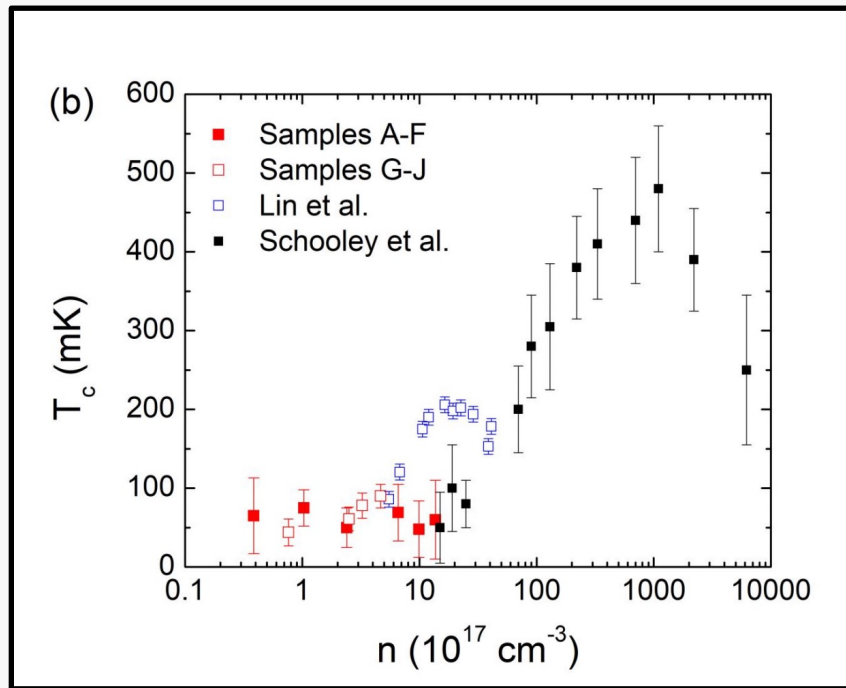 (b)
600
500
400
300
200
100
0
T_c (mK)
Samples A-F
Samples G-J
Lin et al.
Schooley et al.
0.1 1 10 100 1000 10000
n (10^17 cm^-3)